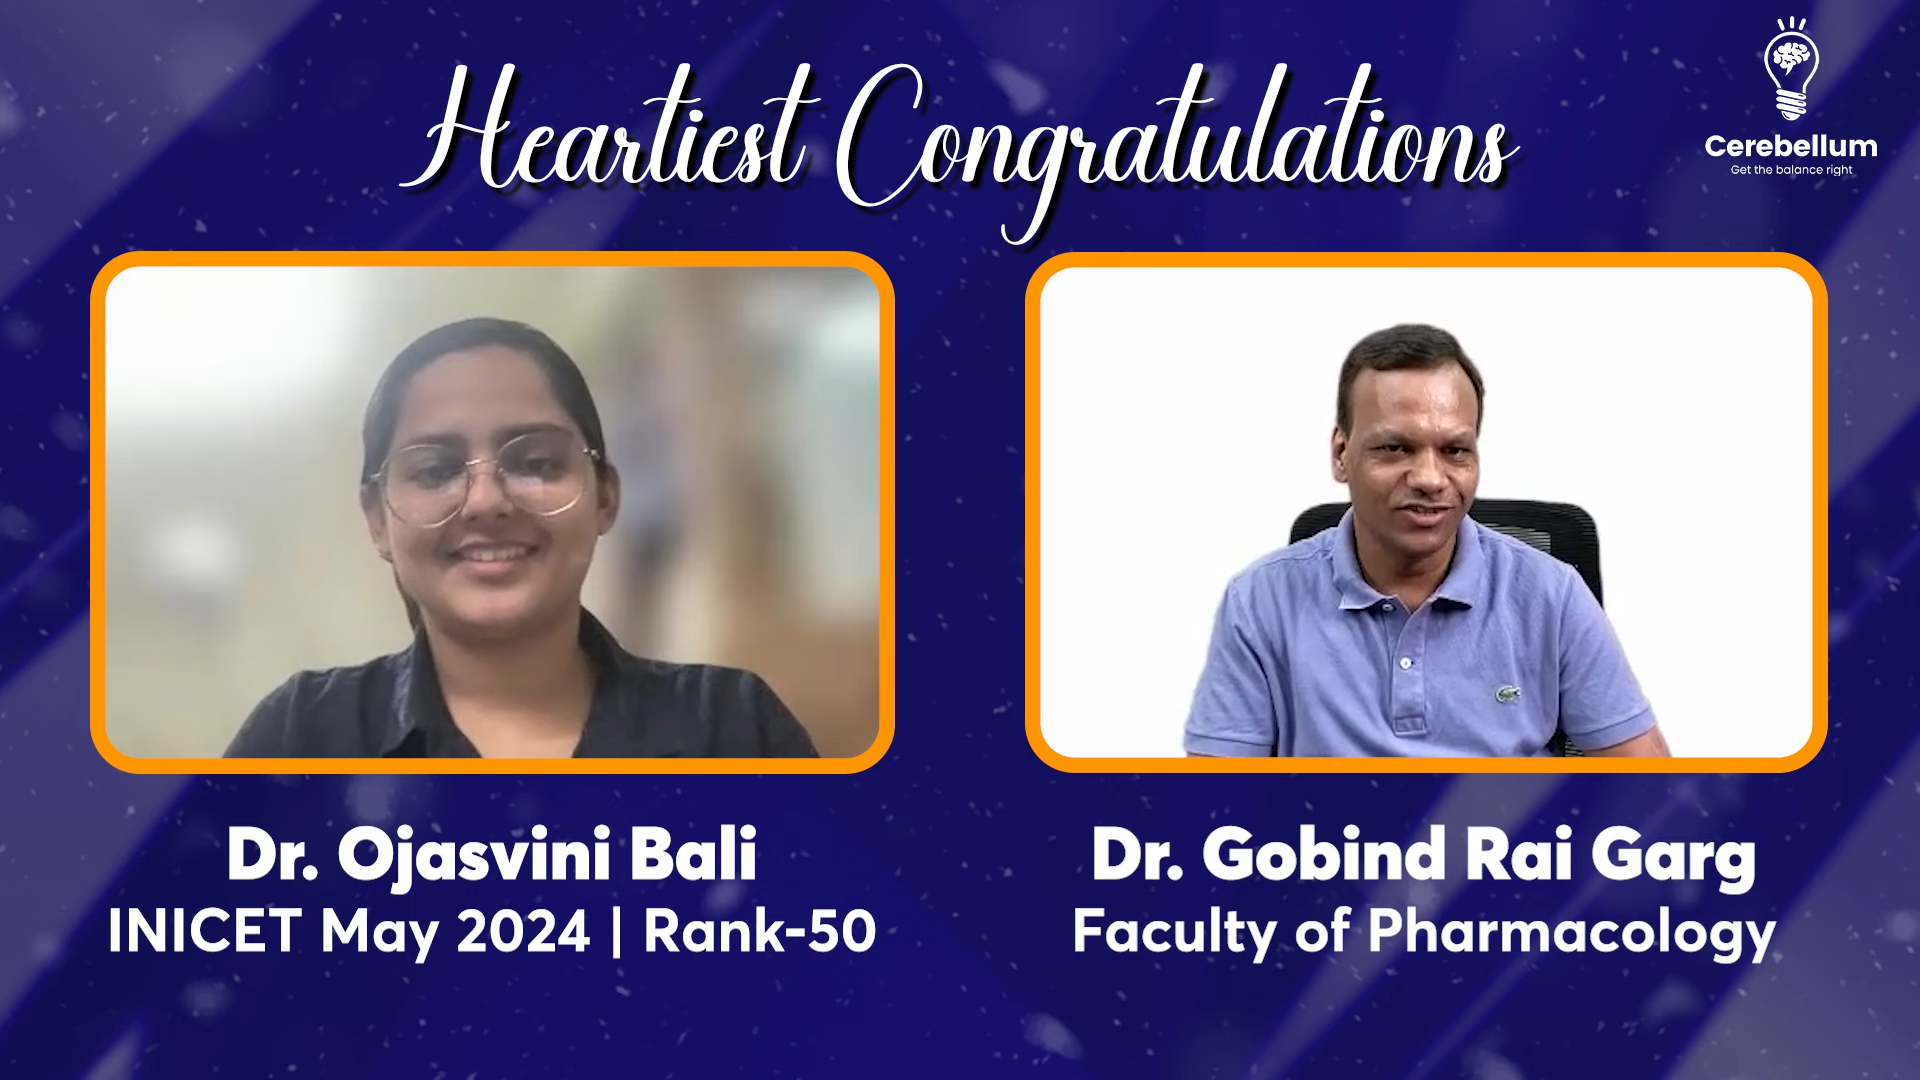 Heartiest Congratulations
Cerebellum
Get the balance right
Dr. Ojasvini Bali
INICET May 2024 | Rank-50
Dr. Gobind Rai Garg
Faculty of Pharmacology